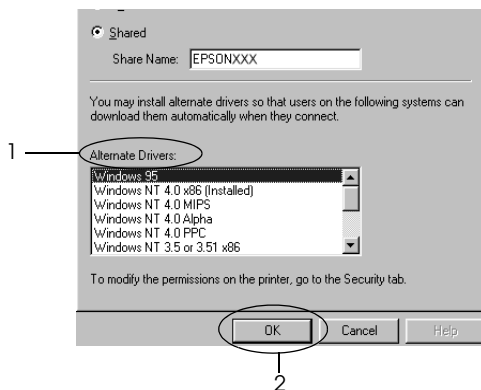 Shared
Share Name: EPSONXXX
You may install alternate drivers so that users on the following systems can
download them automatically when they connect.
1
Alternate Drivers:
Windows 95
Windows NT 4.0 x86 (Installed)
Windows NT 4.0 MIPS
Windows NT 4.0 Alpha
Windows NT 4.0 PPC
Windows NT 3.5 or 3.51 x86
To modify the permissions on the printer, go to the Security tab.
OK Cancel Help
2